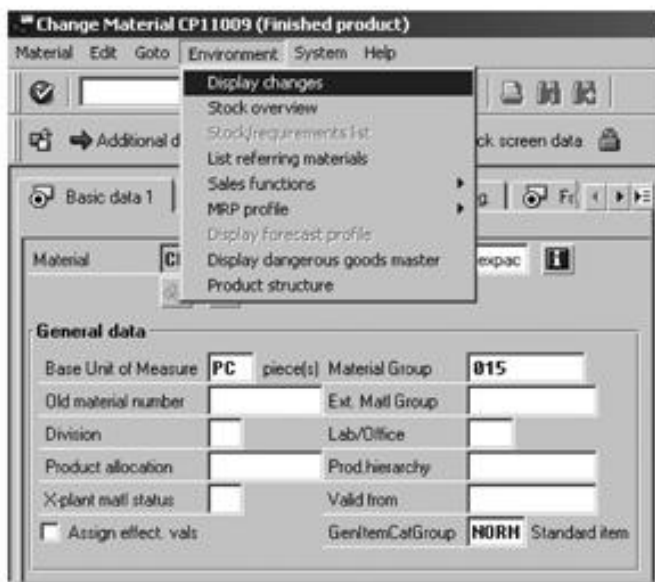 Change Material CP11009 (Finished product)
Material Edit Goto Environment System Help
Display changes
Stock overview
Stock/requirements list
List referring materials
Sales functions
MRP profile
Display forecast profile
Display dangerous goods master
Product structure
Additional d
ck screen data
Basic data 1
g.
Material
expac
General data
Base Unit of Measure PC piece(s) Material Group 015
Old material number Ext. Matl Group
Division Lab/Office
Product allocation Prod.hierarchy
X-plant matl status Valid from
Assign effect. vals GenItemCatGroup NORM Standard item